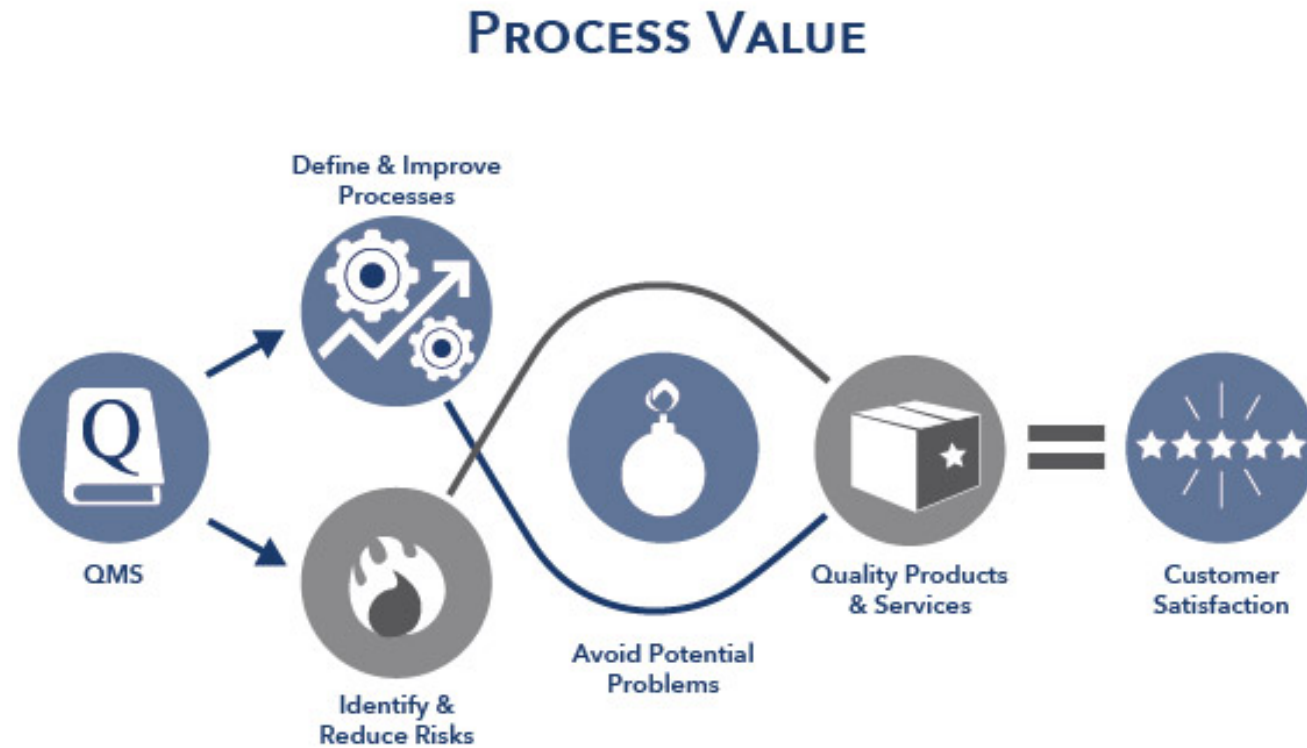 PROCESS VALUE
Define & Improve
Processes
Q
QMS
Identify &
Reduce Risks
Avoid Potential
Problems
Quality Products
& Services
=
Customer
Satisfaction